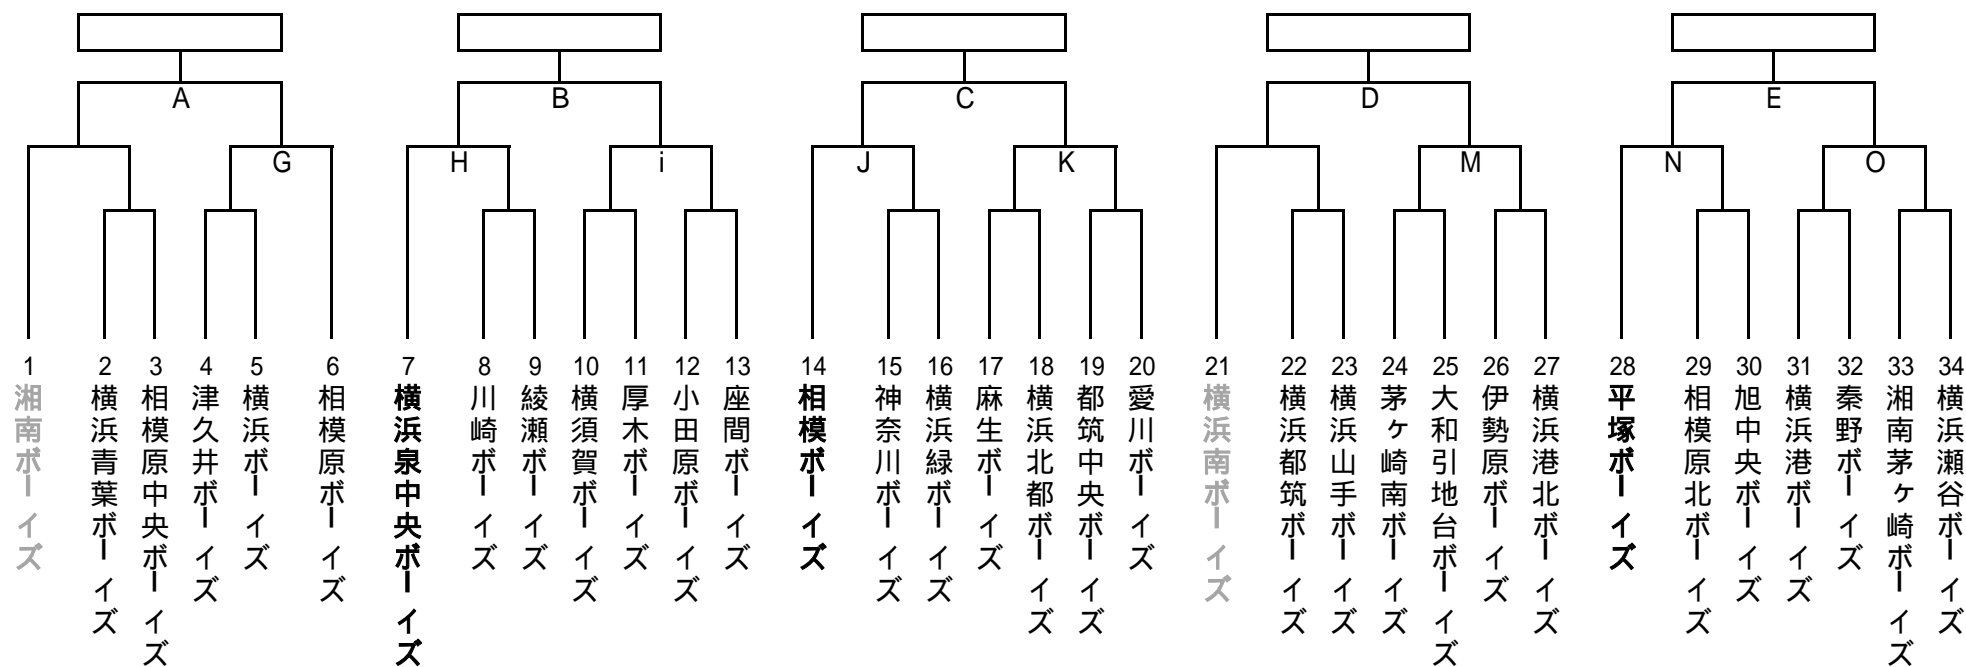 A
B
C
D
E
G
H
i
J
K
M
N
O
1
2
3
4
5
6
7
8
9
10
11
12
13
14
15
16
17
18
19
20
21
22
23
24
25
26
27
28
29
30
31
32
33
34
湘南ボーイズ
横浜青葉ボーイズ
相模原中央ボーイズ
津久井ボーイズ
横浜ボーイズ
相模原ボーイズ
横浜泉中央ボーイズ
川崎ボーイズ
綾瀬ボーイズ
横須賀ボーイズ
厚木ボーイズ
小田原ボーイズ
座間ボーイズ
相模ボーイズ
神奈川ボーイズ
横浜緑ボーイズ
麻生ボーイズ
横浜北都ボーイズ
都筑中央ボーイズ
愛川ボーイズ
横浜南ボーイズ
横浜都筑ボーイズ
横浜山手ボーイズ
茅ヶ崎南ボーイズ
大和引地台ボーイズ
伊勢原ボーイズ
横浜港北ボーイズ
平塚ボーイズ
相模原北ボーイズ
旭中央ボーイズ
横浜港ボーイズ
秦野ボーイズ
湘南茅ヶ崎ボーイズ
横浜瀬谷ボーイズ